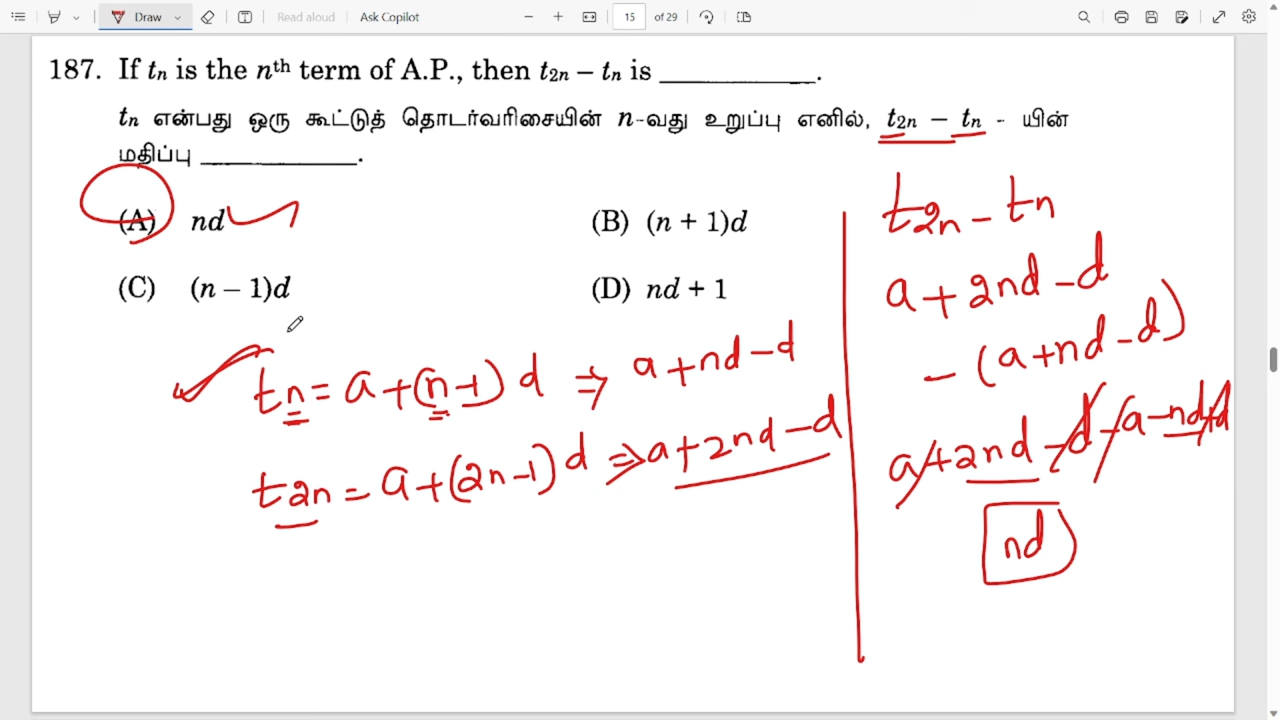 Draw
Read aloud
Ask Copilot
15 of 29
187. If tn is the nth term of A.P., then t2n – tn is ____________.
tn என்பது ஒரு கூட்டுத் தொடர்வரிசையின் n-வது உறுப்பு எனில், t2n – tn - யின்
மதிப்பு ____________.
(A) nd
(B) (n + 1)d
(C) (n – 1)d
(D) nd + 1
tn = a+(n-1)d ⇒ a+nd-d
t2n = a+(2n-1)d ⇒ a+2nd-d
t2n - tn
a+2nd-d
-(a+nd-d)
a+2nd-d-a-nd+d
nd